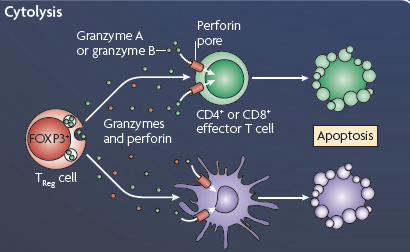 Cytolysis
Granzyme A
or granzyme B
Perforin
pore
Granzymes
and perforin
CD4⁺ or CD8⁺
effector T cell
FOXP3⁺
Apoptosis
TReg cell